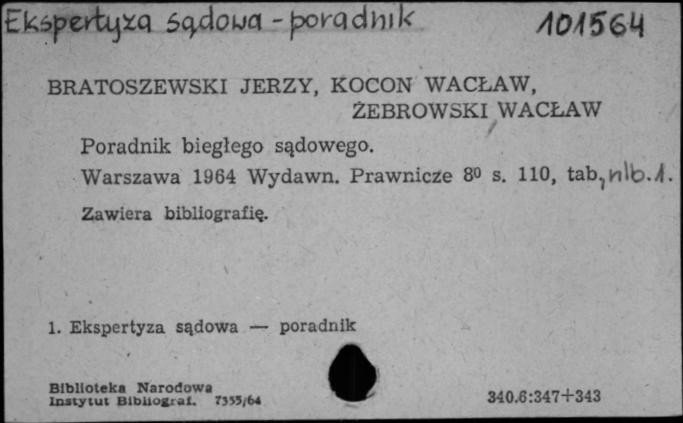 Ekspertyza sądowa - poradnik 101564
BRATOSZEWSKI JERZY, KOCON WACŁAW,
ŻEBROWSKI WACŁAW
Poradnik biegłego sądowego.
Warszawa 1964 Wydawn. Prawnicze 8⁰ s. 110, tab, nlb. 1.
Zawiera bibliografię.
1. Ekspertyza sądowa — poradnik
Biblioteka Narodowa
Instytut Bibliograf. 7355/64
340.6:347+343